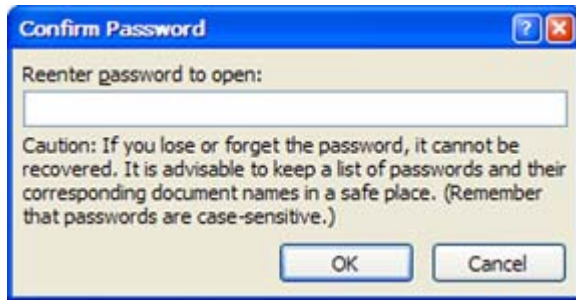 Confirm Password
Reenter password to open:
Caution: If you lose or forget the password, it cannot be
recovered. It is advisable to keep a list of passwords and their
corresponding document names in a safe place. (Remember
that passwords are case-sensitive.)
OK Cancel